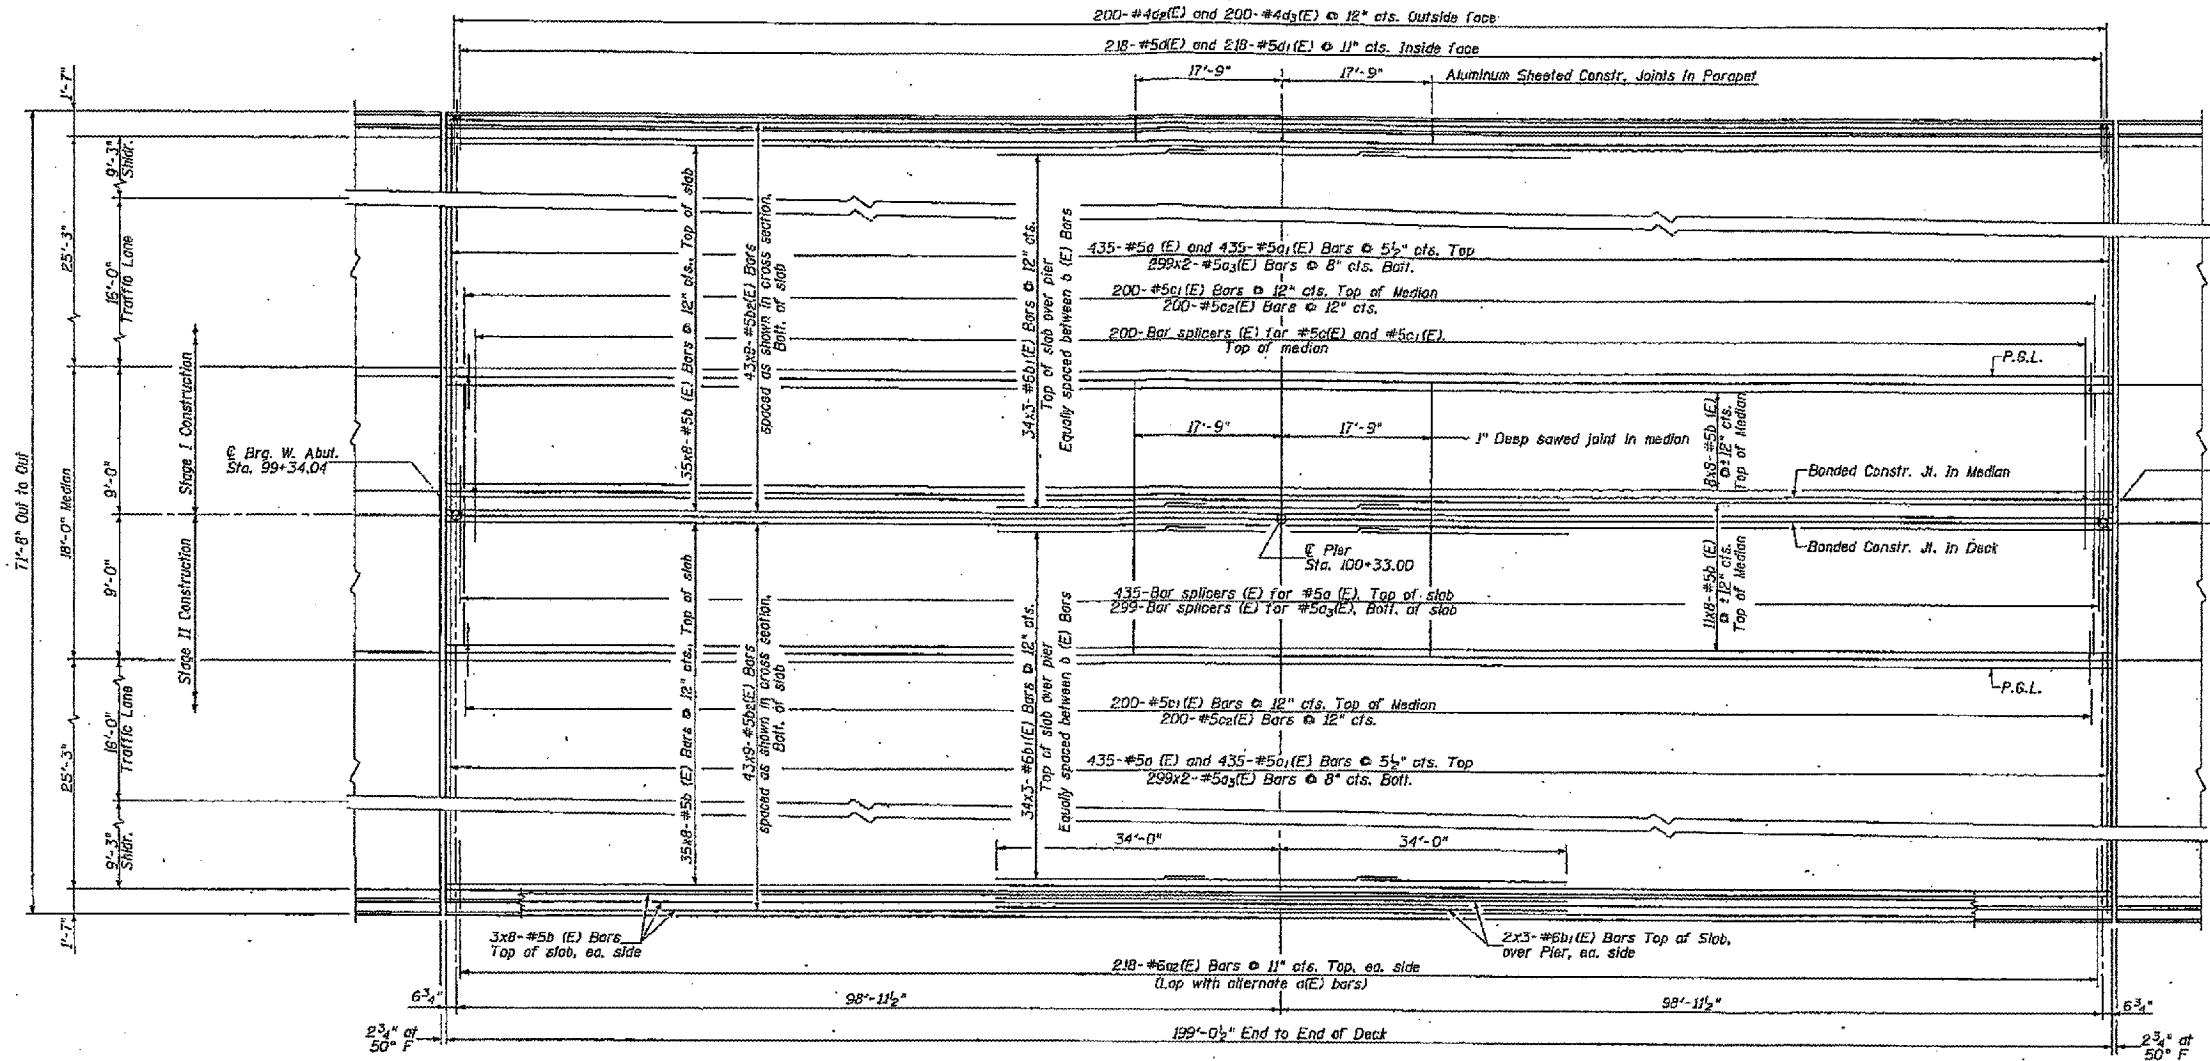 200-#4d2(E) and 200-#4d3(E) @ 12" cts. Outside face
218-#5d(E) and 218-#5d1(E) @ 11" cts. Inside face
17'-9"
17'-9"
Aluminum Sheeted Constr. Joints in Parapet
1'-7"
9'-3"
Shldr.
25'-3"
16'-0"
Traffic Lane
71'-8" Out to Out
18'-0" Median
9'-0"
9'-0"
Stage I Construction
Stage II Construction
℄ Brg. W. Abut.
Sta. 99+34.04
35x8-#5b (E) Bars @ 12" cts., Top of slab
43x9-#5b2(E) Bars
spaced as shown in cross section.
Bott. of slab
34x3-#6b1(E) Bars @ 12" cts.
Top of slab over pier
Equally spaced between b (E) Bars
435-#5a (E) and 435-#5a1(E) Bars @ 5½" cts. Top
299x2-#5a3(E) Bars @ 8" cts. Bott.
200-#5c1(E) Bars @ 12" cts. Top of Median
200-#5c2(E) Bars @ 12" cts.
200-Bar splicers (E) for #5c(E) and #5c1(E).
Top of median
P.G.L.
17'-9"
17'-9"
1" Deep sawed joint in median
8x8-#5b (E)
@ ±12" cts.
Top of Median
Bonded Constr. Jt. in Median
℄ Pier
Sta. 100+33.00
11x8-#5b (E)
@ ±12" cts.
Top of Median
Bonded Constr. Jt. in Deck
435-Bar splicers (E) for #5a (E), Top of slab
299-Bar splicers (E) for #5a3(E), Bott. of slab
35x8-#5b (E) Bars @ 12" cts., Top of slab
43x9-#5b2(E) Bars
spaced as shown in cross section.
Bott. of slab
34x3-#6b1(E) Bars @ 12" cts.
Top of slab over pier
Equally spaced between b (E) Bars
P.G.L.
200-#5c1(E) Bars @ 12" cts. Top of Median
200-#5c2(E) Bars @ 12" cts.
435-#5a (E) and 435-#5a1(E) Bars @ 5½" cts. Top
299x2-#5a3(E) Bars @ 8" cts. Bott.
25'-3"
16'-0"
Traffic Lane
9'-3"
Shldr.
1'-7"
34'-0"
34'-0"
3x8-#5b (E) Bars
Top of slab, ea. side
2x3-#6b1(E) Bars Top of Slab,
over Pier, ea. side
218-#6a2(E) Bars @ 11" cts. Top, ea. side
(Lap with alternate a(E) bars)
6¾"
98'-11½"
98'-11½"
6¾"
2¾" at
50° F
199'-0½" End to End of Deck
2¾" at
50° F